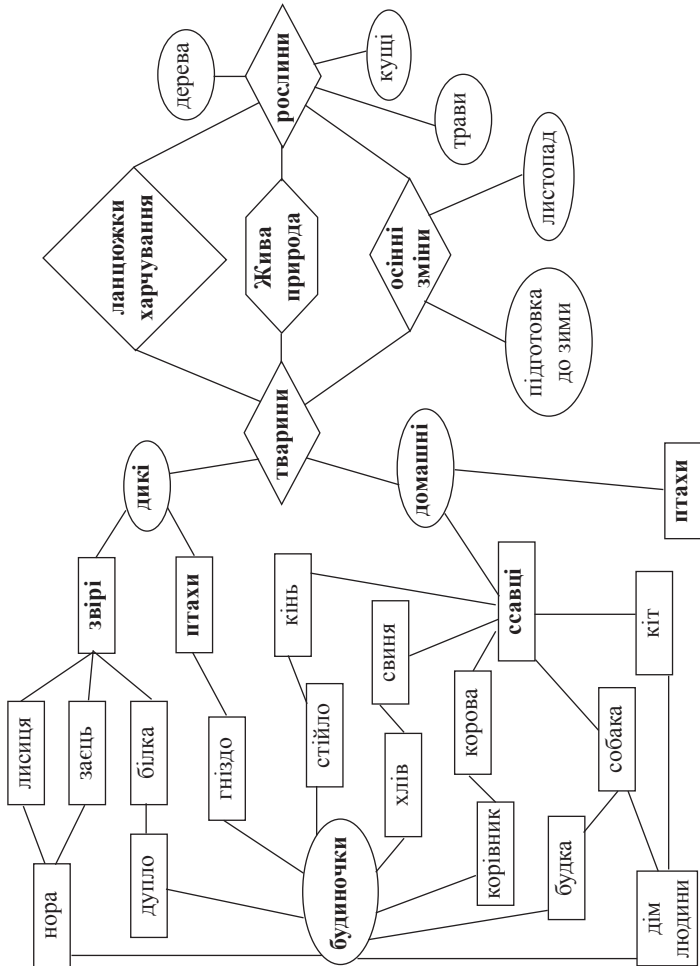 нора
лисиця
заєць
звірі
дикі
білка
дупло
гніздо
птахи
ланцюжки
харчування
дерева
рослини
кущі
трави
Жива
природа
тварини
осінні
зміни
листопад
підготовка
до зими
домашні
птахи
будиночки
стійло
кінь
хлів
свиня
корівник
корова
ссавці
будка
собака
кіт
дім
людини